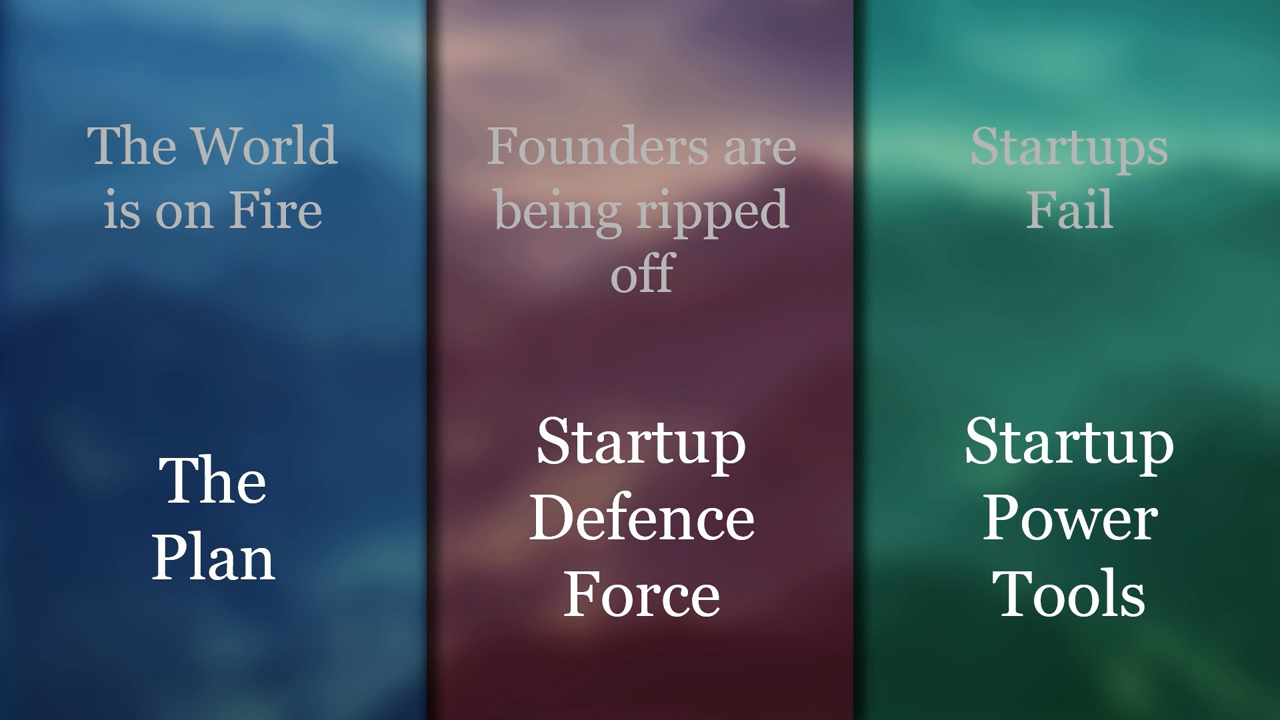 The World
is on Fire
The
Plan
Founders are
being ripped
off
Startup
Defence
Force
Startups
Fail
Startup
Power
Tools